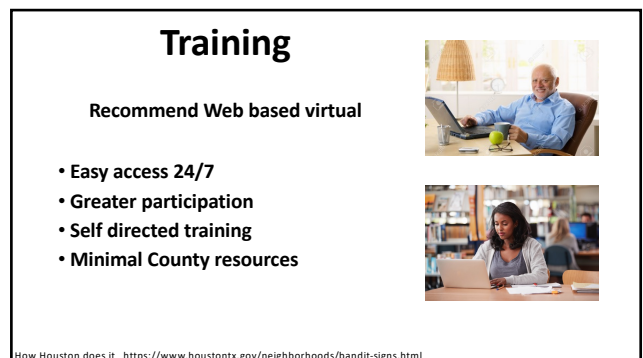 Training
Recommend Web based virtual
• Easy access 24/7
• Greater participation
• Self directed training
• Minimal County resources
How Houston does it https://www.houstontx.gov/neighborhoods/bandit-signs.html